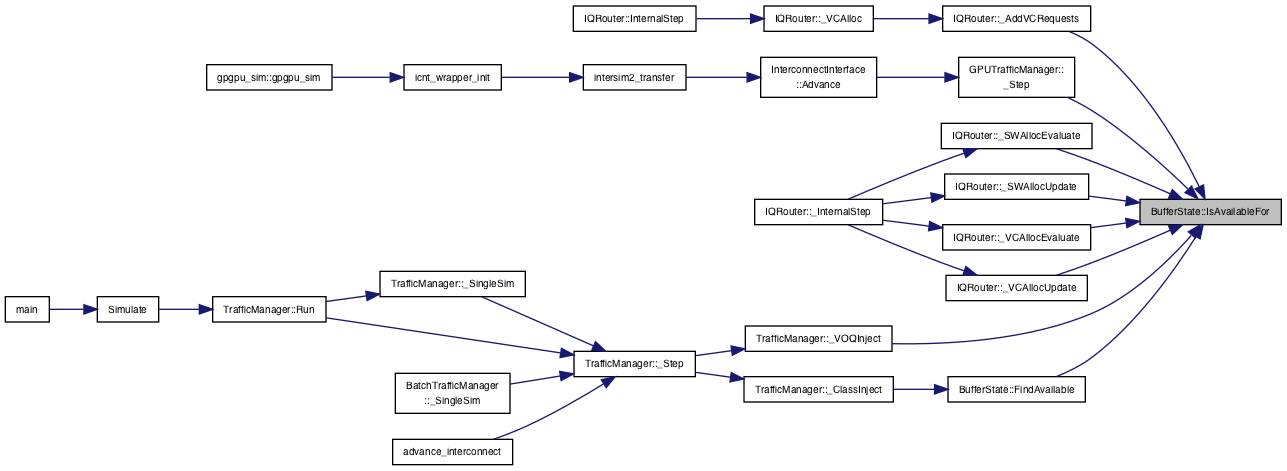 IQRouter::InternalStep
IQRouter::_VCAlloc
IQRouter::_AddVCRequests
gpgpu_sim::gpgpu_sim
icnt_wrapper_init
intersim2_transfer
InterconnectInterface
::Advance
GPUTrafficManager::
_Step
IQRouter::_SWAllocEvaluate
IQRouter::_SWAllocUpdate
IQRouter::_InternalStep
BufferState::IsAvailableFor
IQRouter::_VCAllocEvaluate
IQRouter::_VCAllocUpdate
TrafficManager::_SingleSim
main
Simulate
TrafficManager::Run
TrafficManager::_VOQInject
TrafficManager::_Step
BatchTrafficManager
::_SingleSim
TrafficManager::_ClassInject
BufferState::FindAvailable
advance_interconnect